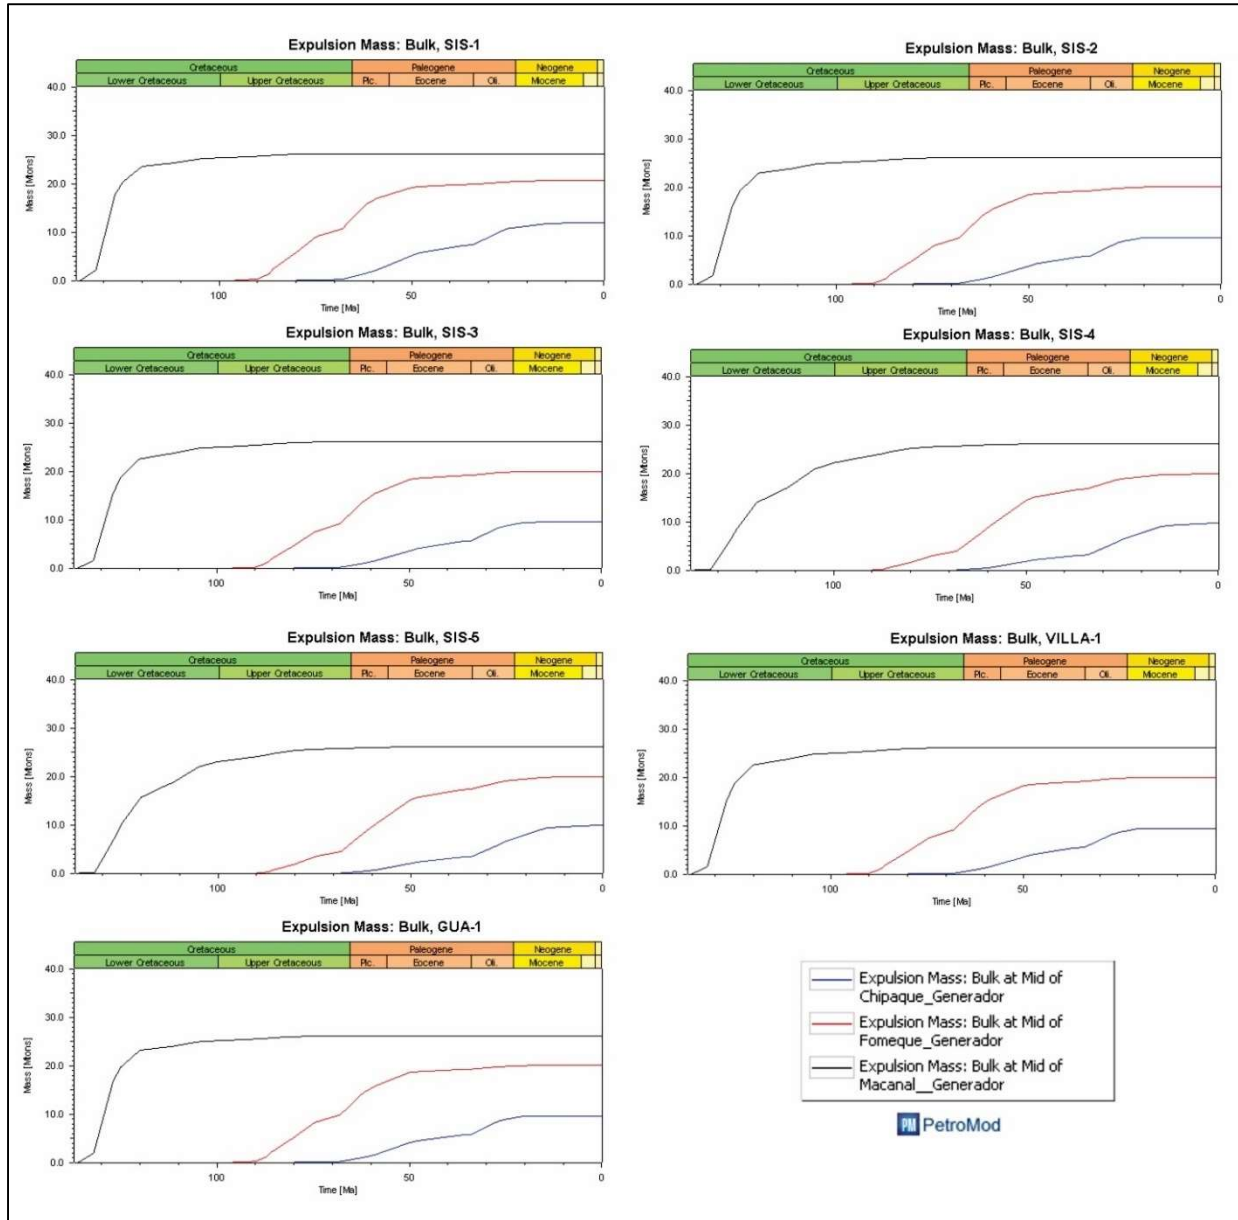 Expulsion Mass: Bulk, SIS-1
Cretaceous Paleogene Neogene
Lower Cretaceous Upper Cretaceous Plc. Eocene Oli. Miocene
40.0
30.0
20.0
10.0
0.0
Mass [Mtons]
100 50 0
Time [Ma]
Expulsion Mass: Bulk, SIS-2
Cretaceous Paleogene Neogene
Lower Cretaceous Upper Cretaceous Plc. Eocene Oli. Miocene
40.0
30.0
20.0
10.0
0.0
Mass [Mtons]
100 50 0
Time [Ma]
Expulsion Mass: Bulk, SIS-3
Cretaceous Paleogene Neogene
Lower Cretaceous Upper Cretaceous Plc. Eocene Oli. Miocene
40.0
30.0
20.0
10.0
0.0
Mass [Mtons]
100 50 0
Time [Ma]
Expulsion Mass: Bulk, SIS-4
Cretaceous Paleogene Neogene
Lower Cretaceous Upper Cretaceous Plc. Eocene Oli. Miocene
40.0
30.0
20.0
10.0
0.0
Mass [Mtons]
100 50 0
Time [Ma]
Expulsion Mass: Bulk, SIS-5
Cretaceous Paleogene Neogene
Lower Cretaceous Upper Cretaceous Plc. Eocene Oli. Miocene
40.0
30.0
20.0
10.0
0.0
Mass [Mtons]
100 50 0
Time [Ma]
Expulsion Mass: Bulk, VILLA-1
Cretaceous Paleogene Neogene
Lower Cretaceous Upper Cretaceous Plc. Eocene Oli. Miocene
40.0
30.0
20.0
10.0
0.0
Mass [Mtons]
100 50 0
Time [Ma]
Expulsion Mass: Bulk, GUA-1
Cretaceous Paleogene Neogene
Lower Cretaceous Upper Cretaceous Plc. Eocene Oli. Miocene
40.0
30.0
20.0
10.0
0.0
Mass [Mtons]
100 50 0
Time [Ma]
Expulsion Mass: Bulk at Mid of
Chipaque_Generador
Expulsion Mass: Bulk at Mid of
Fomeque_Generador
Expulsion Mass: Bulk at Mid of
Macanal__Generador
PM PetroMod